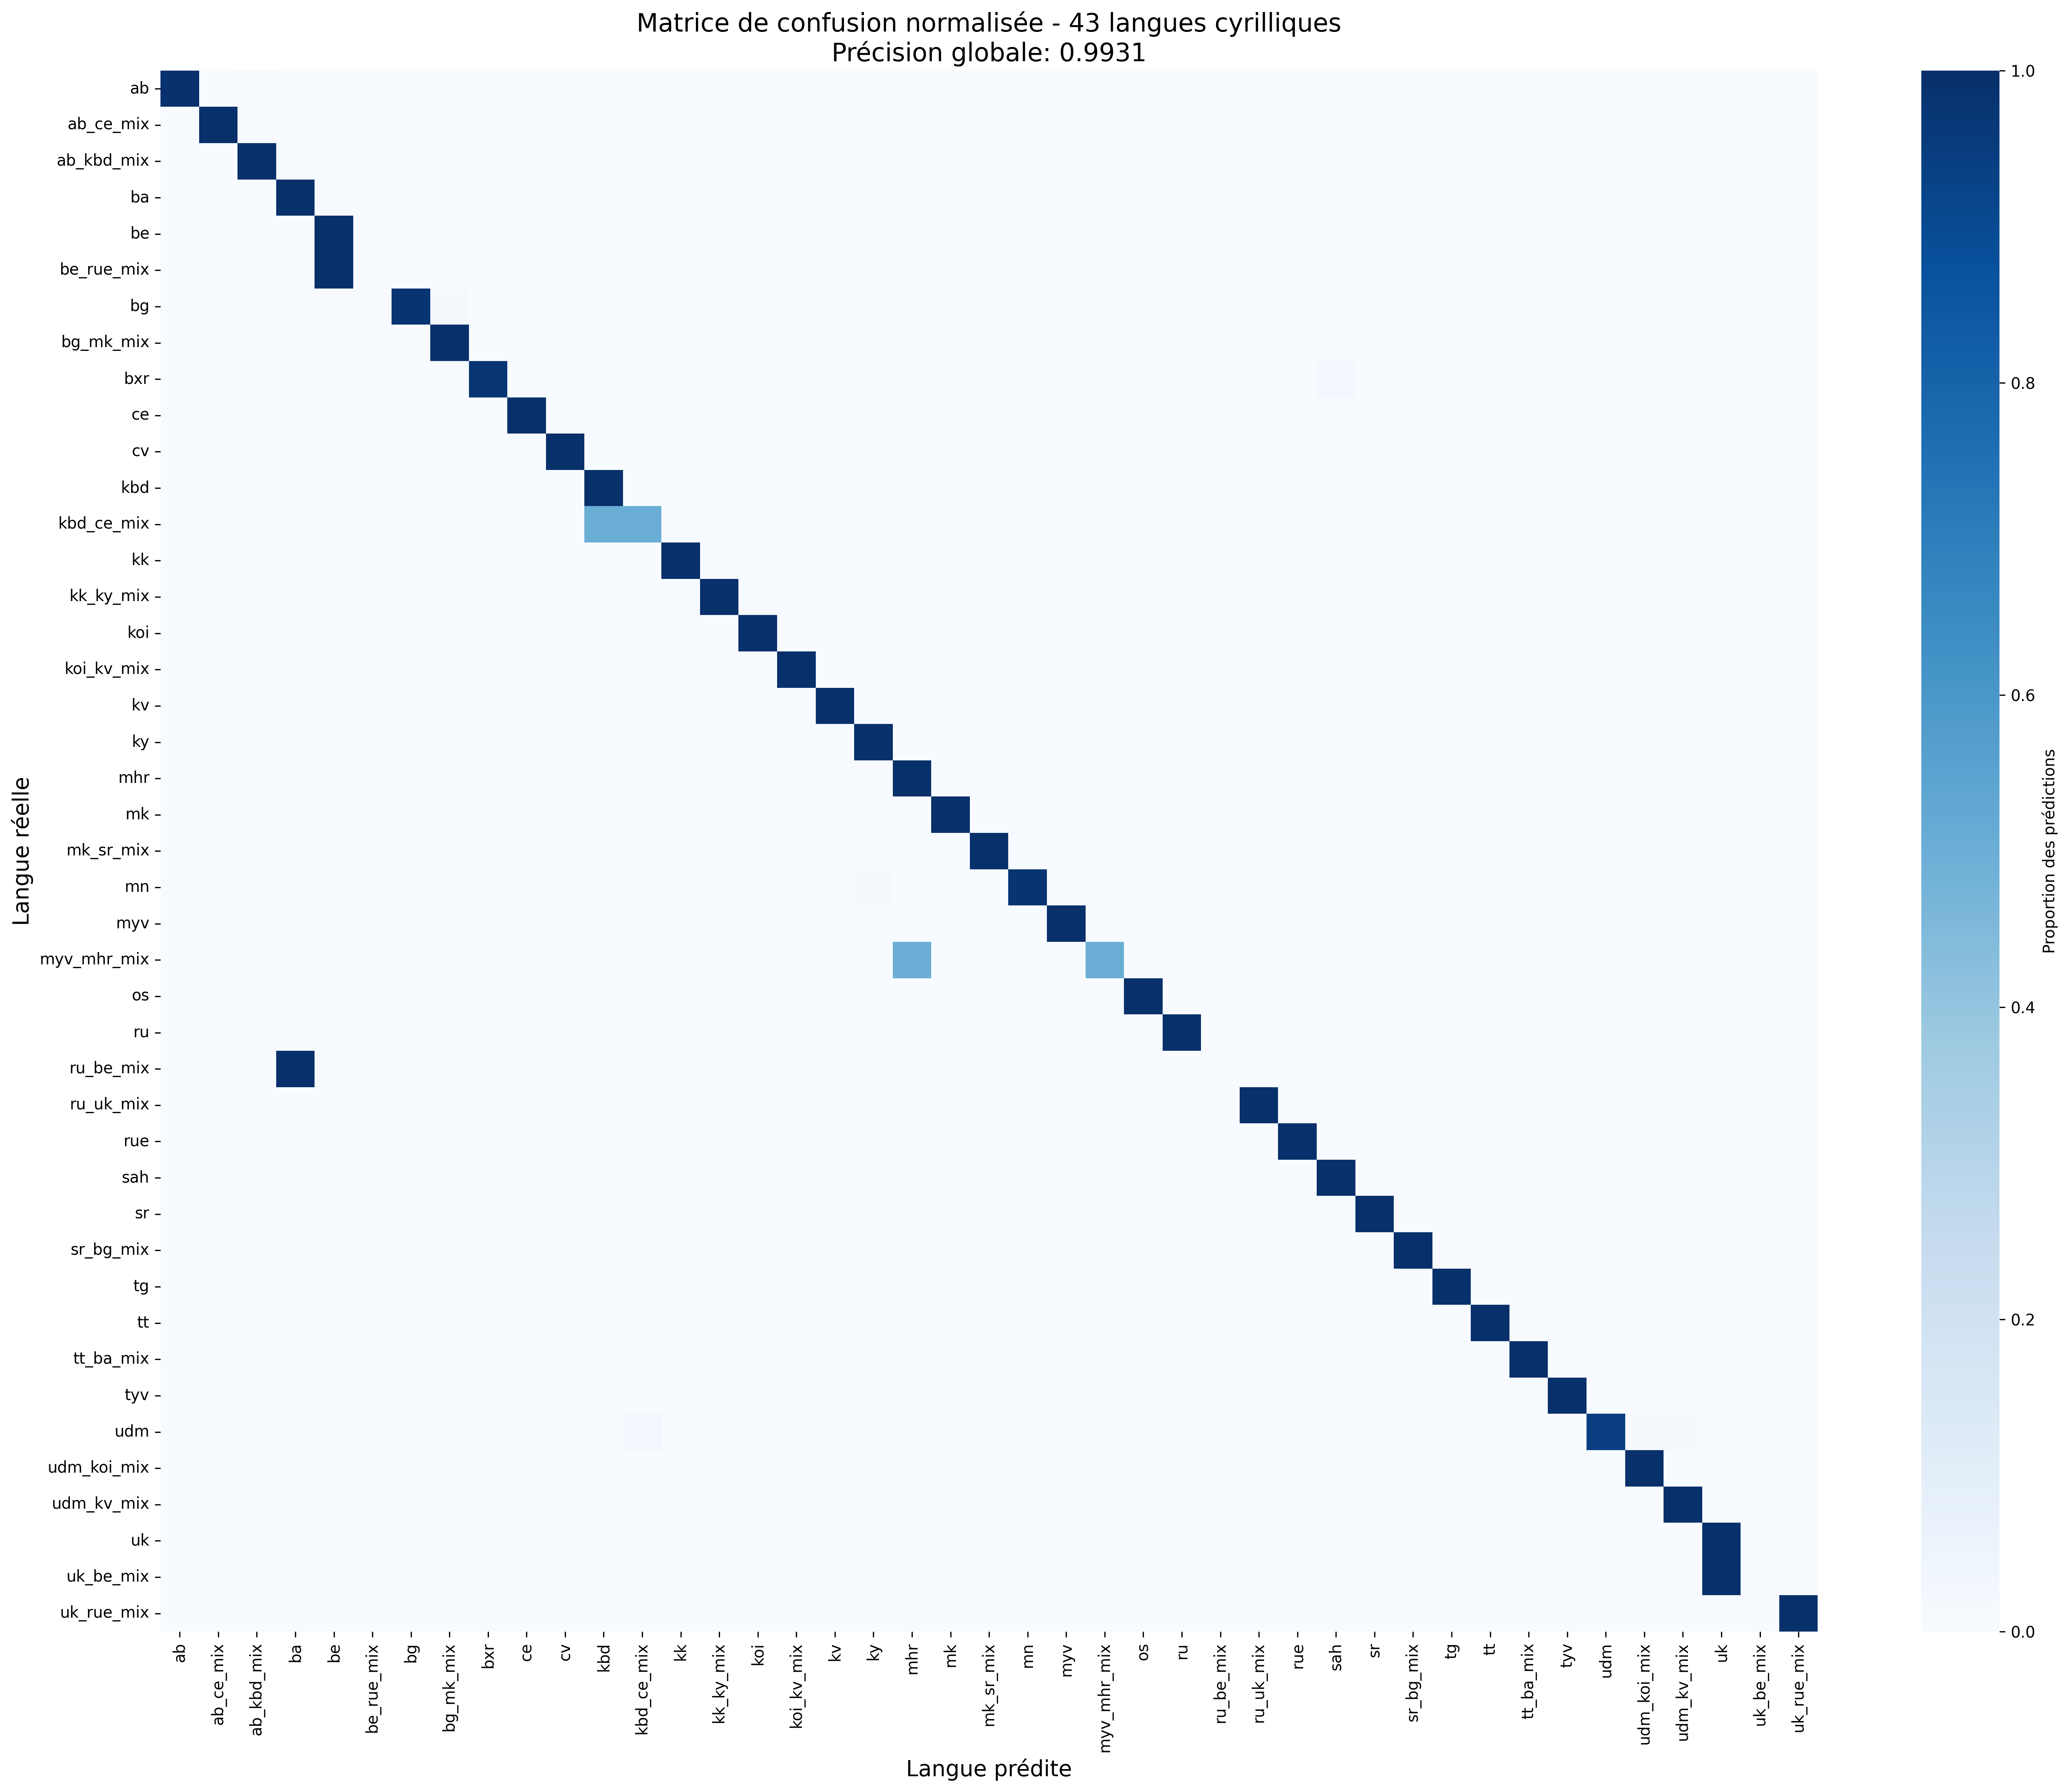 Matrice de confusion normalisée - 43 langues cyrilliques
Précision globale: 0.9931
Langue réelle
ab
ab_ce_mix
ab_kbd_mix
ba
be
be_rue_mix
bg
bg_mk_mix
bxr
ce
cv
kbd
kbd_ce_mix
kk
kk_ky_mix
koi
koi_kv_mix
kv
ky
mhr
mk
mk_sr_mix
mn
myv
myv_mhr_mix
os
ru
ru_be_mix
ru_uk_mix
rue
sah
sr
sr_bg_mix
tg
tt
tt_ba_mix
tyv
udm
udm_koi_mix
udm_kv_mix
uk
uk_be_mix
uk_rue_mix
ab
ab_ce_mix
ab_kbd_mix
ba
be
be_rue_mix
bg
bg_mk_mix
bxr
ce
cv
kbd
kbd_ce_mix
kk
kk_ky_mix
koi
koi_kv_mix
kv
ky
mhr
mk
mk_sr_mix
mn
myv
myv_mhr_mix
os
ru
ru_be_mix
ru_uk_mix
rue
sah
sr
sr_bg_mix
tg
tt
tt_ba_mix
tyv
udm
udm_koi_mix
udm_kv_mix
uk
uk_be_mix
uk_rue_mix
Langue prédite
1.0
0.8
0.6
0.4
0.2
0.0
Proportion des prédictions